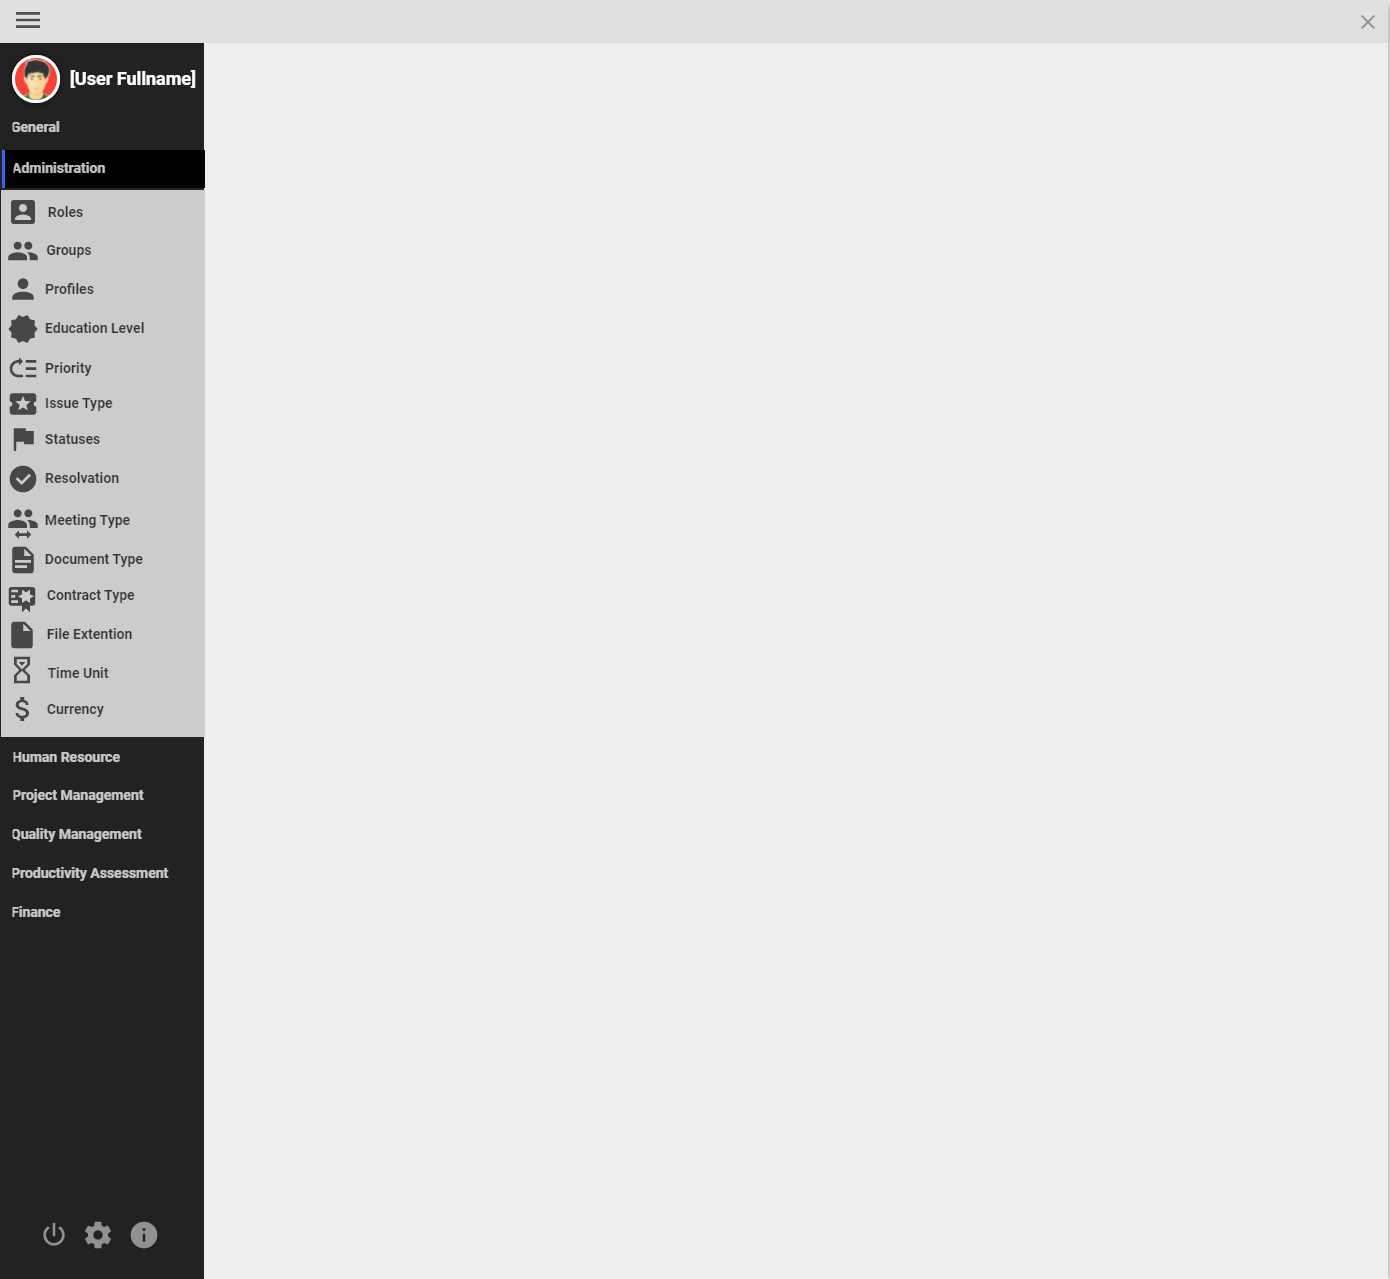 [User Fullname]
General
Administration
Roles
Groups
Profiles
Education Level
Priority
Issue Type
Statuses
Resolvation
Meeting Type
Document Type
Contract Type
File Extention
Time Unit
Currency
Human Resource
Project Management
Quality Management
Productivity Assessment
Finance